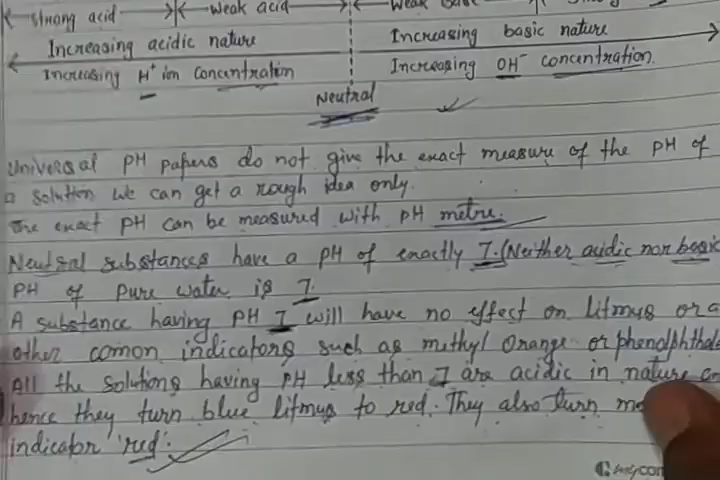 strong acid weak acid
Increasing acidic nature Increasing basic nature
Increasing H⁺ ion concentration Increasing OH⁻ concentration.
Neutral
Universal PH papers do not give the exact measure of the PH of
a solution we can get a rough idea only.
The exact PH can be measured with PH metre.
Neutral substances have a PH of exactly 7. (Neither acidic nor basic
PH of pure water is 7.
A substance having PH 7 will have no effect on litmus or a
other comon indicators such as methyl orange or phenolphthale
All the solutions having PH less than 7 are acidic in nature an
hence they turn blue litmus to red. They also turn m
indicator 'red'.